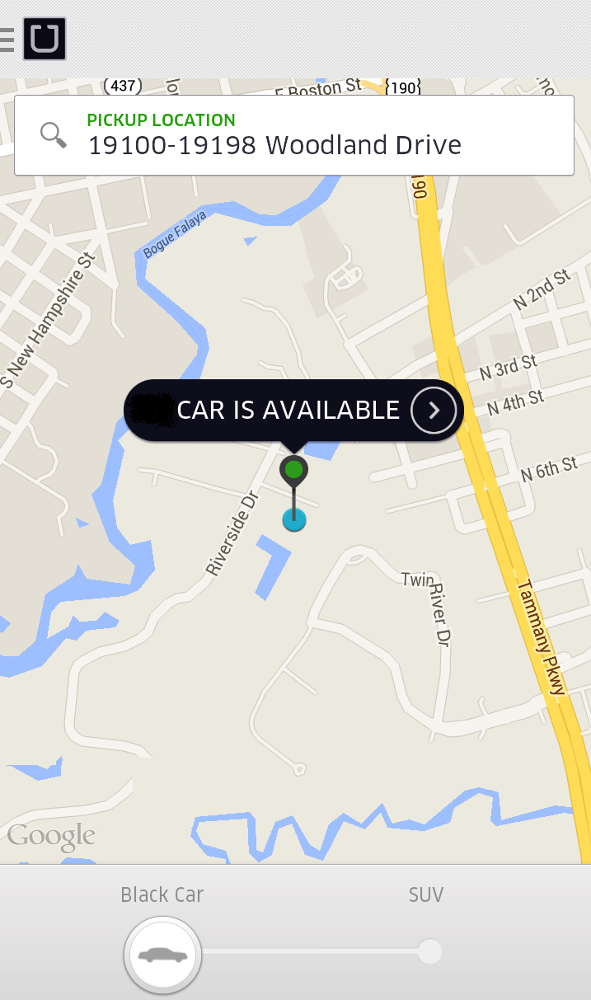 437
E Boston St
190
PICKUP LOCATION
19100-19198 Woodland Drive
190
Bogue Falaya
S New Hampshire St
N 2nd St
N 3rd St
N 4th St
CAR IS AVAILABLE
N 6th St
Riverside Dr
Twin River Dr
Tammany Pkwy
Google
Black Car
SUV